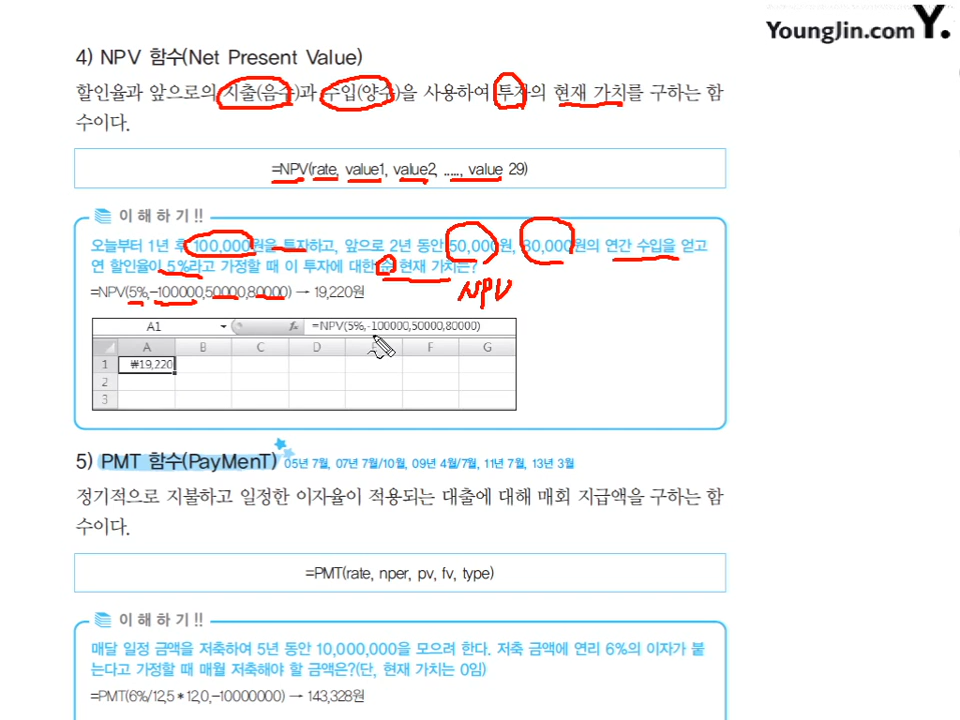 YoungJin.com Y.
4) NPV 함수(Net Present Value)
할인율과 앞으로의 지출(음수)과 수입(양수)을 사용하여 투자의 현재 가치를 구하는 함
수이다.
=NPV(rate, value1, value2, ....., value 29)
이해하기!!
오늘부터 1년 후 100,000원을 투자하고, 앞으로 2년 동안 50,000원, 80,000원의 연간 수입을 얻고
연 할인율이 5%라고 가정할 때 이 투자에 대한 순 현재 가치는?
NPV
=NPV(5%,-100000,50000,80000) → 19,220원
A1 fx =NPV(5%,-100000,50000,80000)
A B C D E F G
1 ₩19,220
2
3
5) PMT 함수(PayMenT) 05년 7월, 07년 7월/10월, 09년 4월/7월, 11년 7월, 13년 3월
정기적으로 지불하고 일정한 이자율이 적용되는 대출에 대해 매회 지급액을 구하는 함
수이다.
=PMT(rate, nper, pv, fv, type)
이해하기!!
매달 일정 금액을 저축하여 5년 동안 10,000,000을 모으려 한다. 저축 금액에 연리 6%의 이자가 붙
는다고 가정할 때 매월 저축해야 할 금액은?(단, 현재 가치는 0임)
=PMT(6%/12,5*12,0,-10000000) → 143,328원